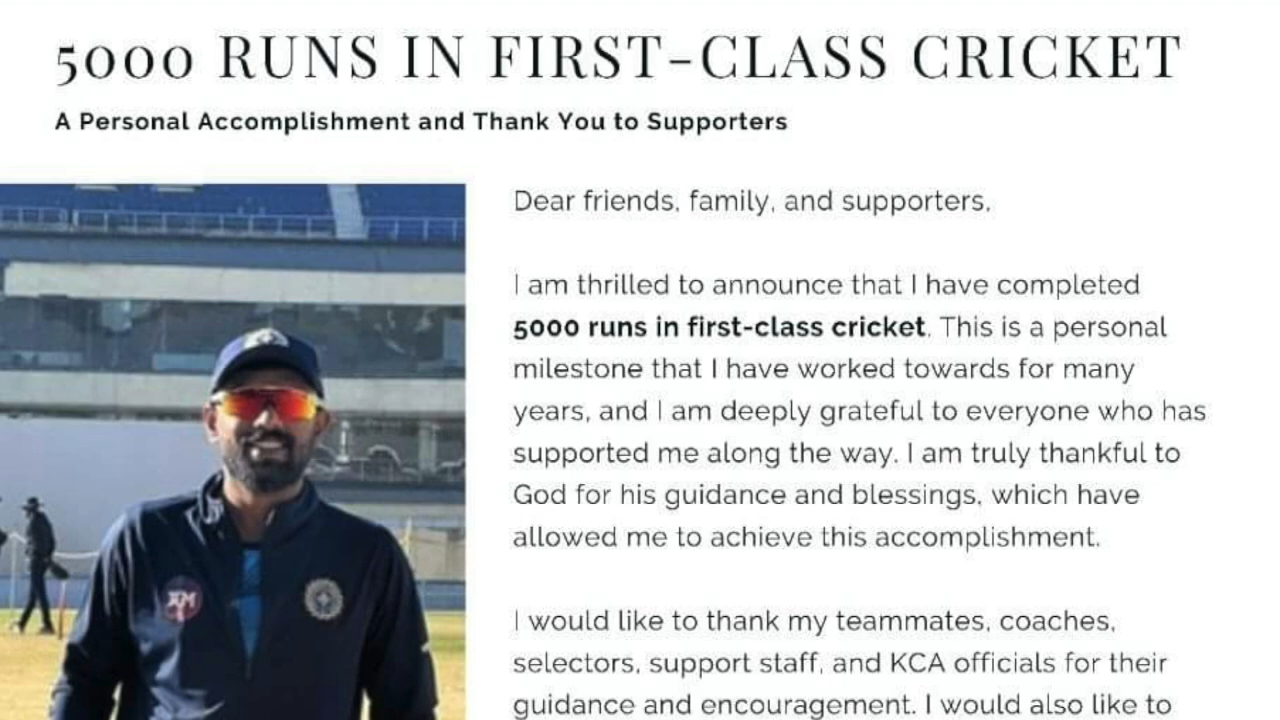 5000 RUNS IN FIRST-CLASS CRICKET
A Personal Accomplishment and Thank You to Supporters
Dear friends, family, and supporters,
I am thrilled to announce that I have completed
5000 runs in first-class cricket. This is a personal
milestone that I have worked towards for many
years, and I am deeply grateful to everyone who has
supported me along the way. I am truly thankful to
God for his guidance and blessings, which have
allowed me to achieve this accomplishment.
I would like to thank my teammates, coaches,
selectors, support staff, and KCA officials for their
guidance and encouragement. I would also like to